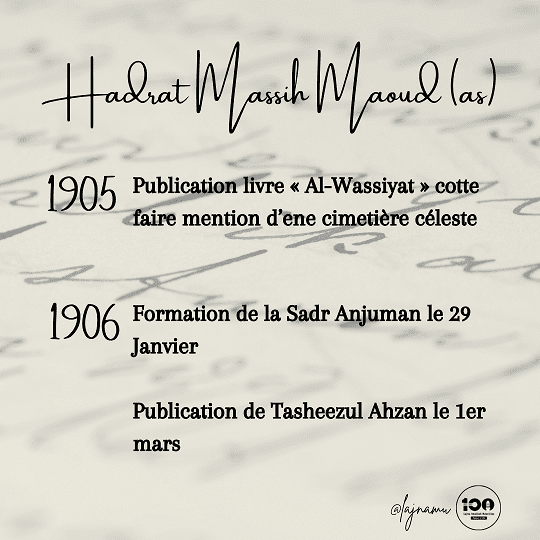 Hadrat Massih Maoud (as)
1905 Publication livre « Al-Wassiyat » cotte
faire mention d'ene cimetière céleste
1906 Formation de la Sadr Anjuman le 29
Janvier
Publication de Tasheezul Ahzan le 1er
mars
@lajnamu
100